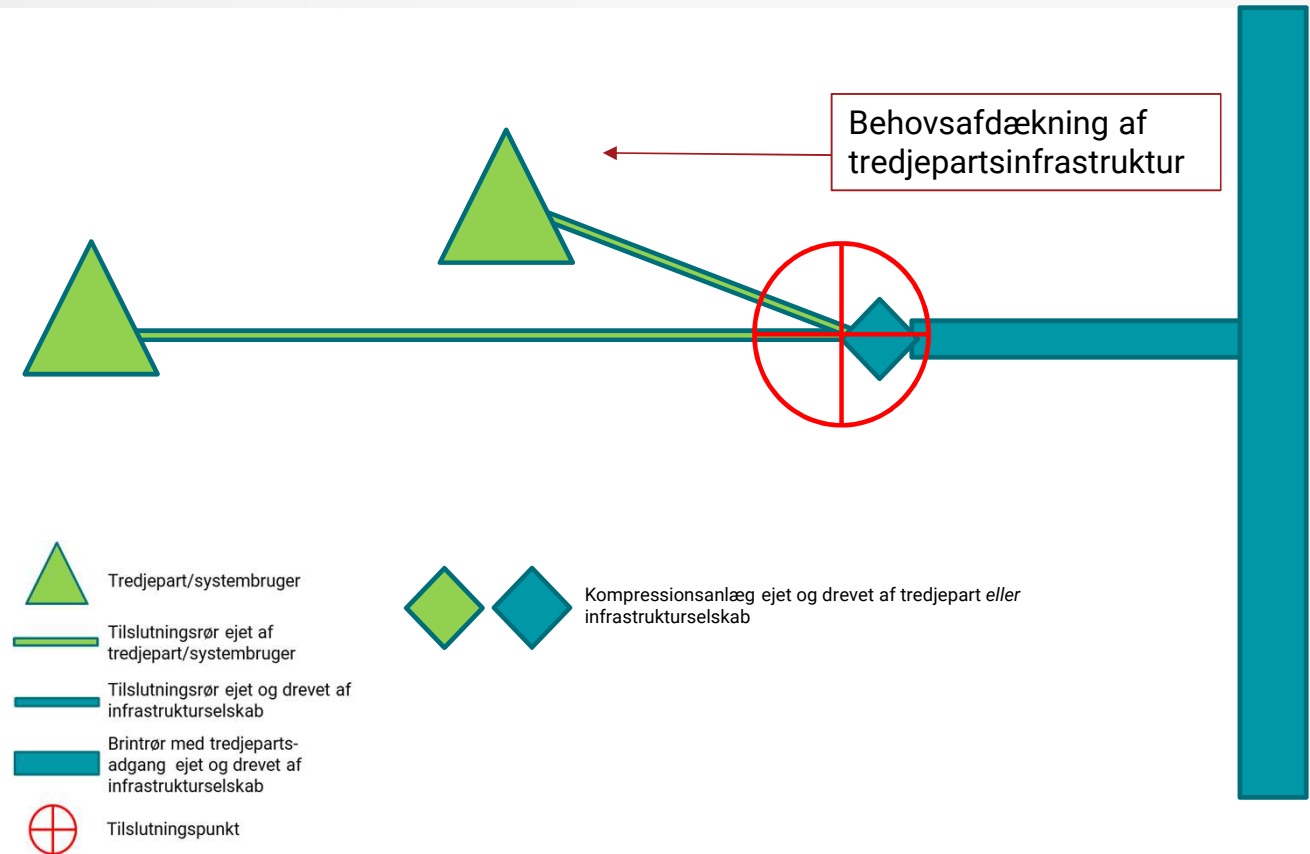 Behovsafdækning af
tredjepartsinfrastruktur
Tredjepart/systembruger
Tilslutningsrør ejet af
tredjepart/systembruger
Tilslutningsrør ejet og drevet af
infrastrukturselskab
Brintrør med tredjeparts-
adgang ejet og drevet af
infrastrukturselskab
Tilslutningspunkt
Kompressionsanlæg ejet og drevet af tredjepart eller
infrastrukturselskab